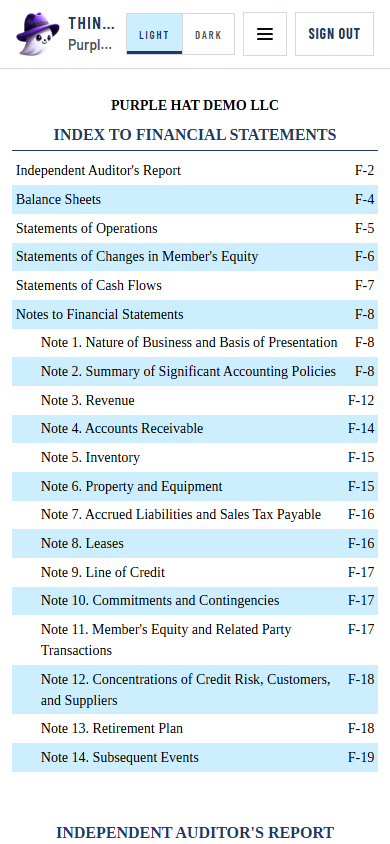 THIN...
Purpl...
LIGHT
DARK
SIGN OUT
PURPLE HAT DEMO LLC
INDEX TO FINANCIAL STATEMENTS
Independent Auditor's Report F-2
Balance Sheets F-4
Statements of Operations F-5
Statements of Changes in Member's Equity F-6
Statements of Cash Flows F-7
Notes to Financial Statements F-8
Note 1. Nature of Business and Basis of Presentation F-8
Note 2. Summary of Significant Accounting Policies F-8
Note 3. Revenue F-12
Note 4. Accounts Receivable F-14
Note 5. Inventory F-15
Note 6. Property and Equipment F-15
Note 7. Accrued Liabilities and Sales Tax Payable F-16
Note 8. Leases F-16
Note 9. Line of Credit F-17
Note 10. Commitments and Contingencies F-17
Note 11. Member's Equity and Related Party F-17
Transactions
Note 12. Concentrations of Credit Risk, Customers, F-18
and Suppliers
Note 13. Retirement Plan F-18
Note 14. Subsequent Events F-19
INDEPENDENT AUDITOR'S REPORT